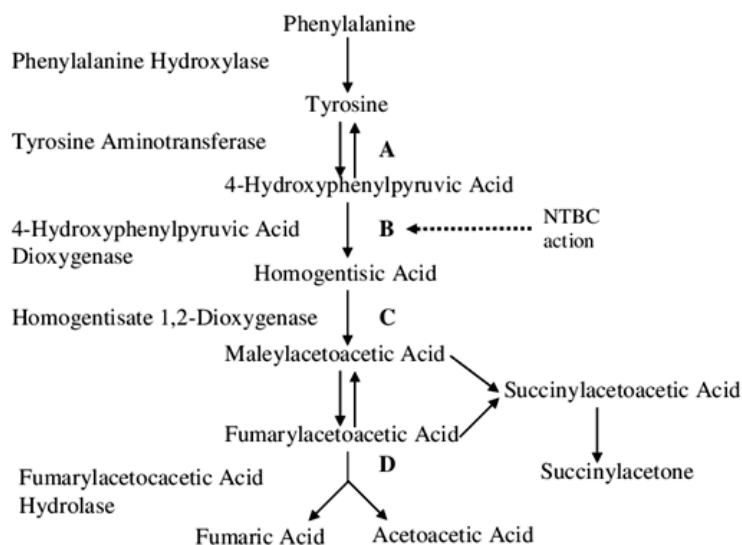 Phenylalanine
Phenylalanine Hydroxylase
Tyrosine
Tyrosine Aminotransferase
A
4-Hydroxyphenylpyruvic Acid
4-Hydroxyphenylpyruvic Acid
Dioxygenase
B
NTBC
action
Homogentisic Acid
Homogentisate 1,2-Dioxygenase
C
Maleylacetoacetic Acid
Succinylacetoacetic Acid
Fumarylacetoacetic Acid
D
Succinylacetone
Fumarylacetocacetic Acid
Hydrolase
Fumaric Acid
Acetoacetic Acid